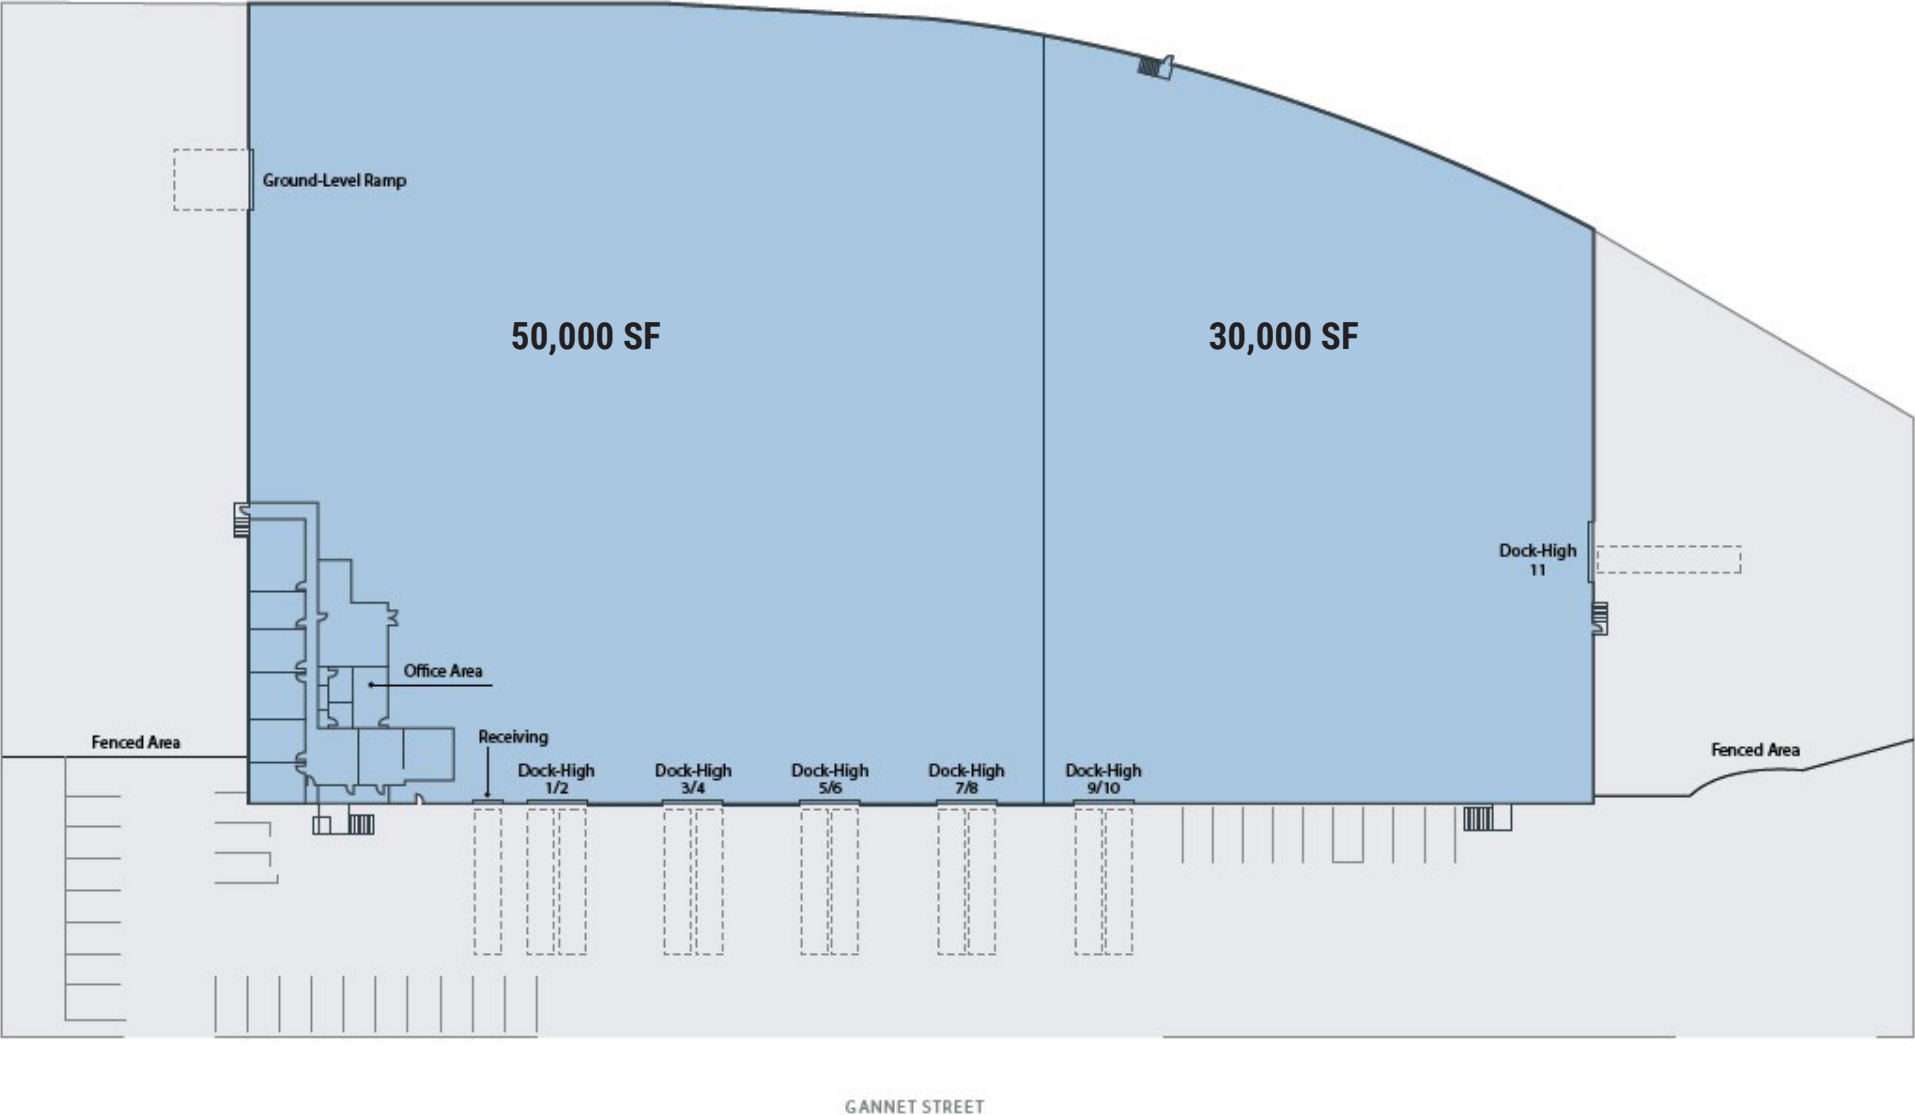 Ground-Level Ramp
50,000 SF
30,000 SF
Dock-High
11
Office Area
Fenced Area
Receiving
Fenced Area
Dock-High
1/2
Dock-High
3/4
Dock-High
5/6
Dock-High
7/8
Dock-High
9/10
GANNET STREET